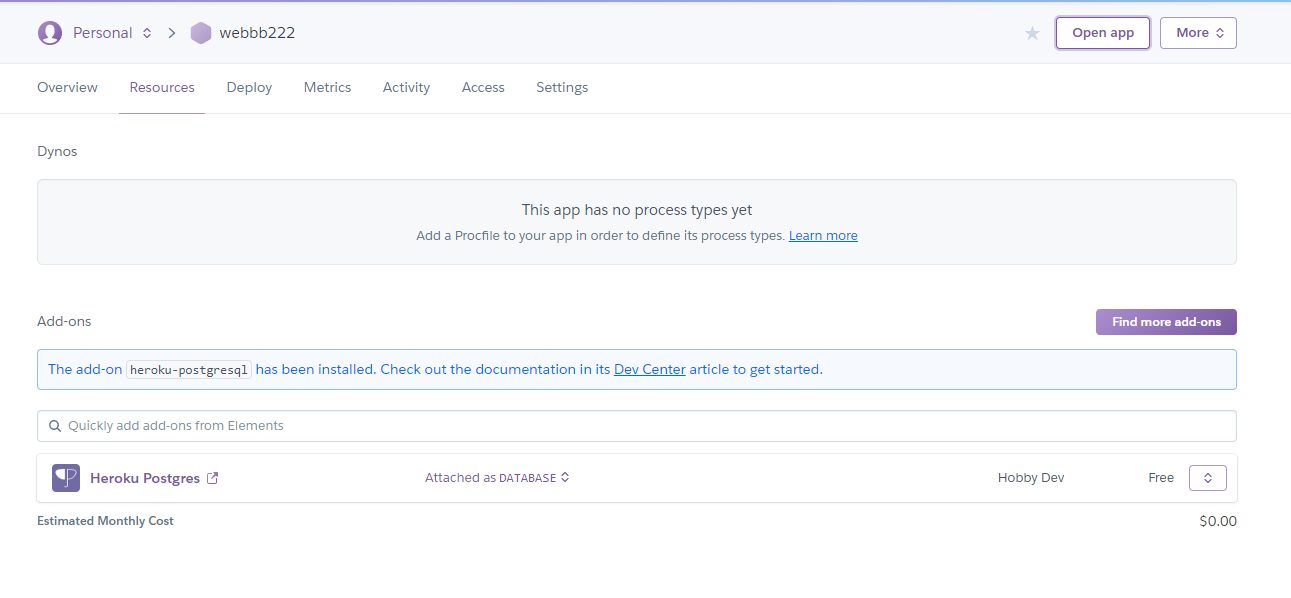 Personal webbb222 Open app More
Overview Resources Deploy Metrics Activity Access Settings
Dynos
This app has no process types yet
Add a Procfile to your app in order to define its process types. Learn more
Add-ons Find more add-ons
The add-on heroku-postgresql has been installed. Check out the documentation in its Dev Center article to get started.
Quickly add add-ons from Elements
Heroku Postgres Attached as DATABASE Hobby Dev Free
Estimated Monthly Cost $0.00